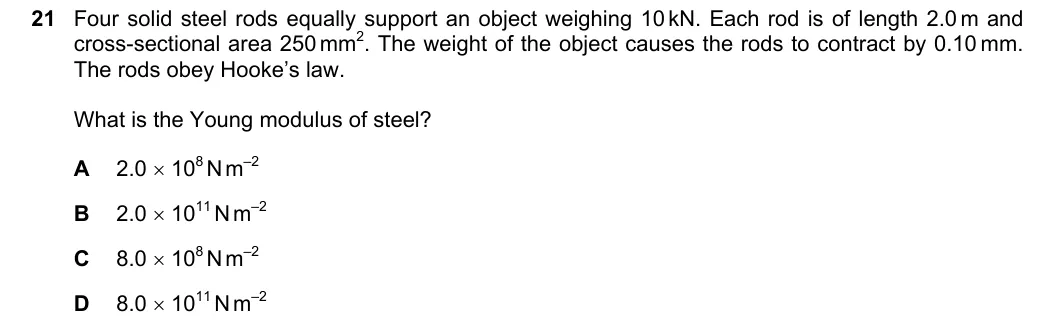 21 Four solid steel rods equally support an object weighing 10 kN. Each rod is of length 2.0 m and
cross-sectional area 250 mm². The weight of the object causes the rods to contract by 0.10 mm.
The rods obey Hooke's law.
What is the Young modulus of steel?
A 2.0 × 10⁸ N m⁻²
B 2.0 × 10¹¹ N m⁻²
C 8.0 × 10⁸ N m⁻²
D 8.0 × 10¹¹ N m⁻²